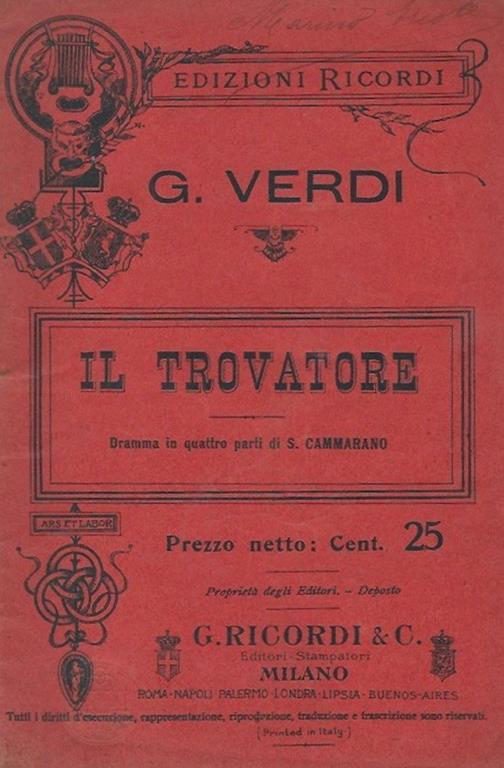 EDIZIONI RICORDI
G. VERDI
IL TROVATORE
Dramma in quattro parti di S. CAMMARANO
ARS ET LABOR
Prezzo netto: Cent. 25
Proprietà degli Editori. - Deposto
G. RICORDI & C.
Editori-Stampatori
MILANO
ROMA-NAPOLI-PALERMO-LONDRA-LIPSIA-BUENOS-AIRES
Tutti i diritti d'esecuzione, rappresentazione, riproduzione, traduzione e trascrizione sono riservati.
(Printed in Italy)